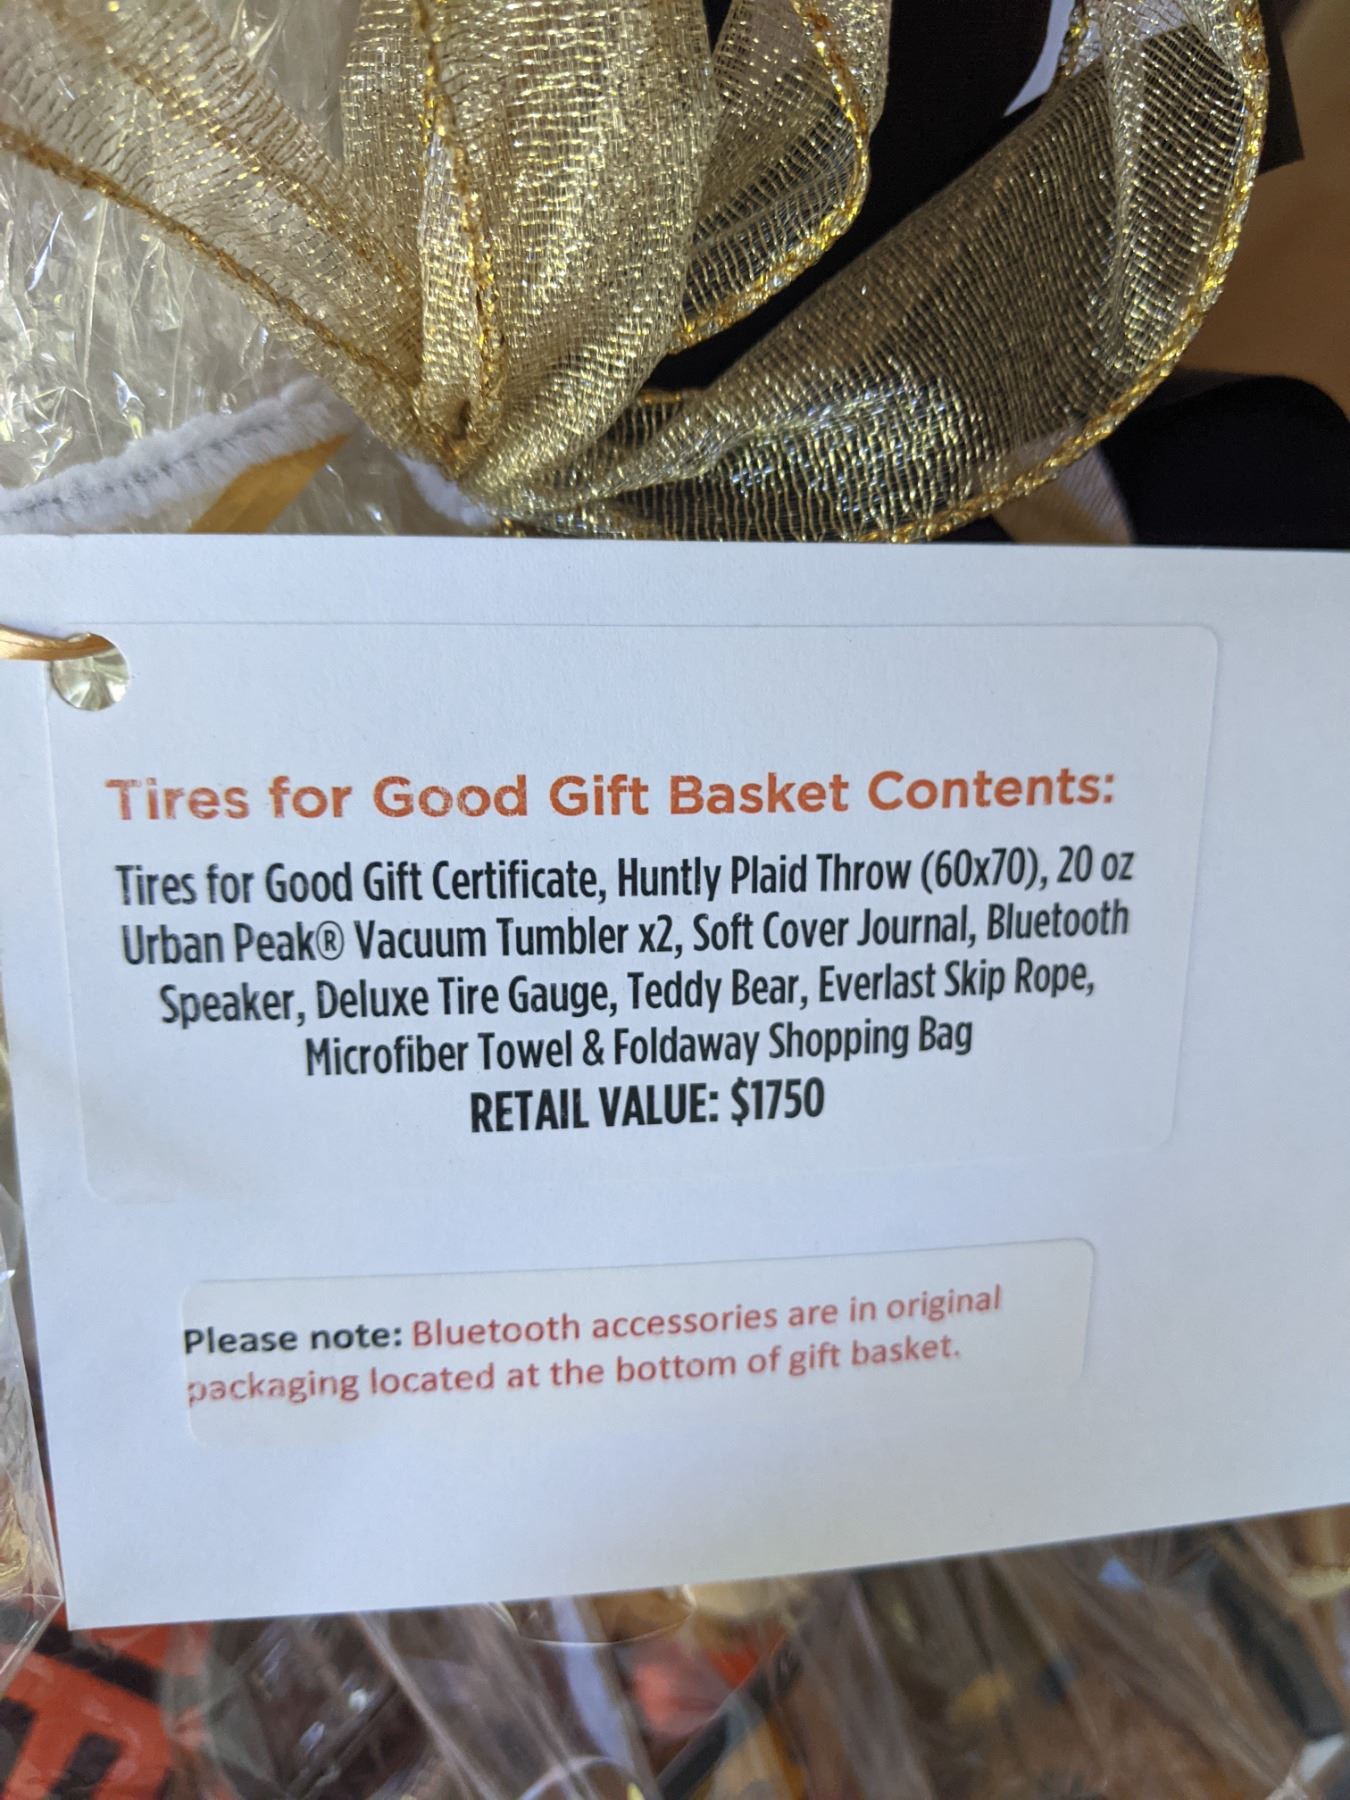 Tires for Good Gift Basket Contents:
Tires for Good Gift Certificate, Huntly Plaid Throw (60x70), 20 oz
Urban Peak® Vacuum Tumbler x2, Soft Cover Journal, Bluetooth
Speaker, Deluxe Tire Gauge, Teddy Bear, Everlast Skip Rope,
Microfiber Towel & Foldaway Shopping Bag
RETAIL VALUE: $1750
Please note: Bluetooth accessories are in original
packaging located at the bottom of gift basket.